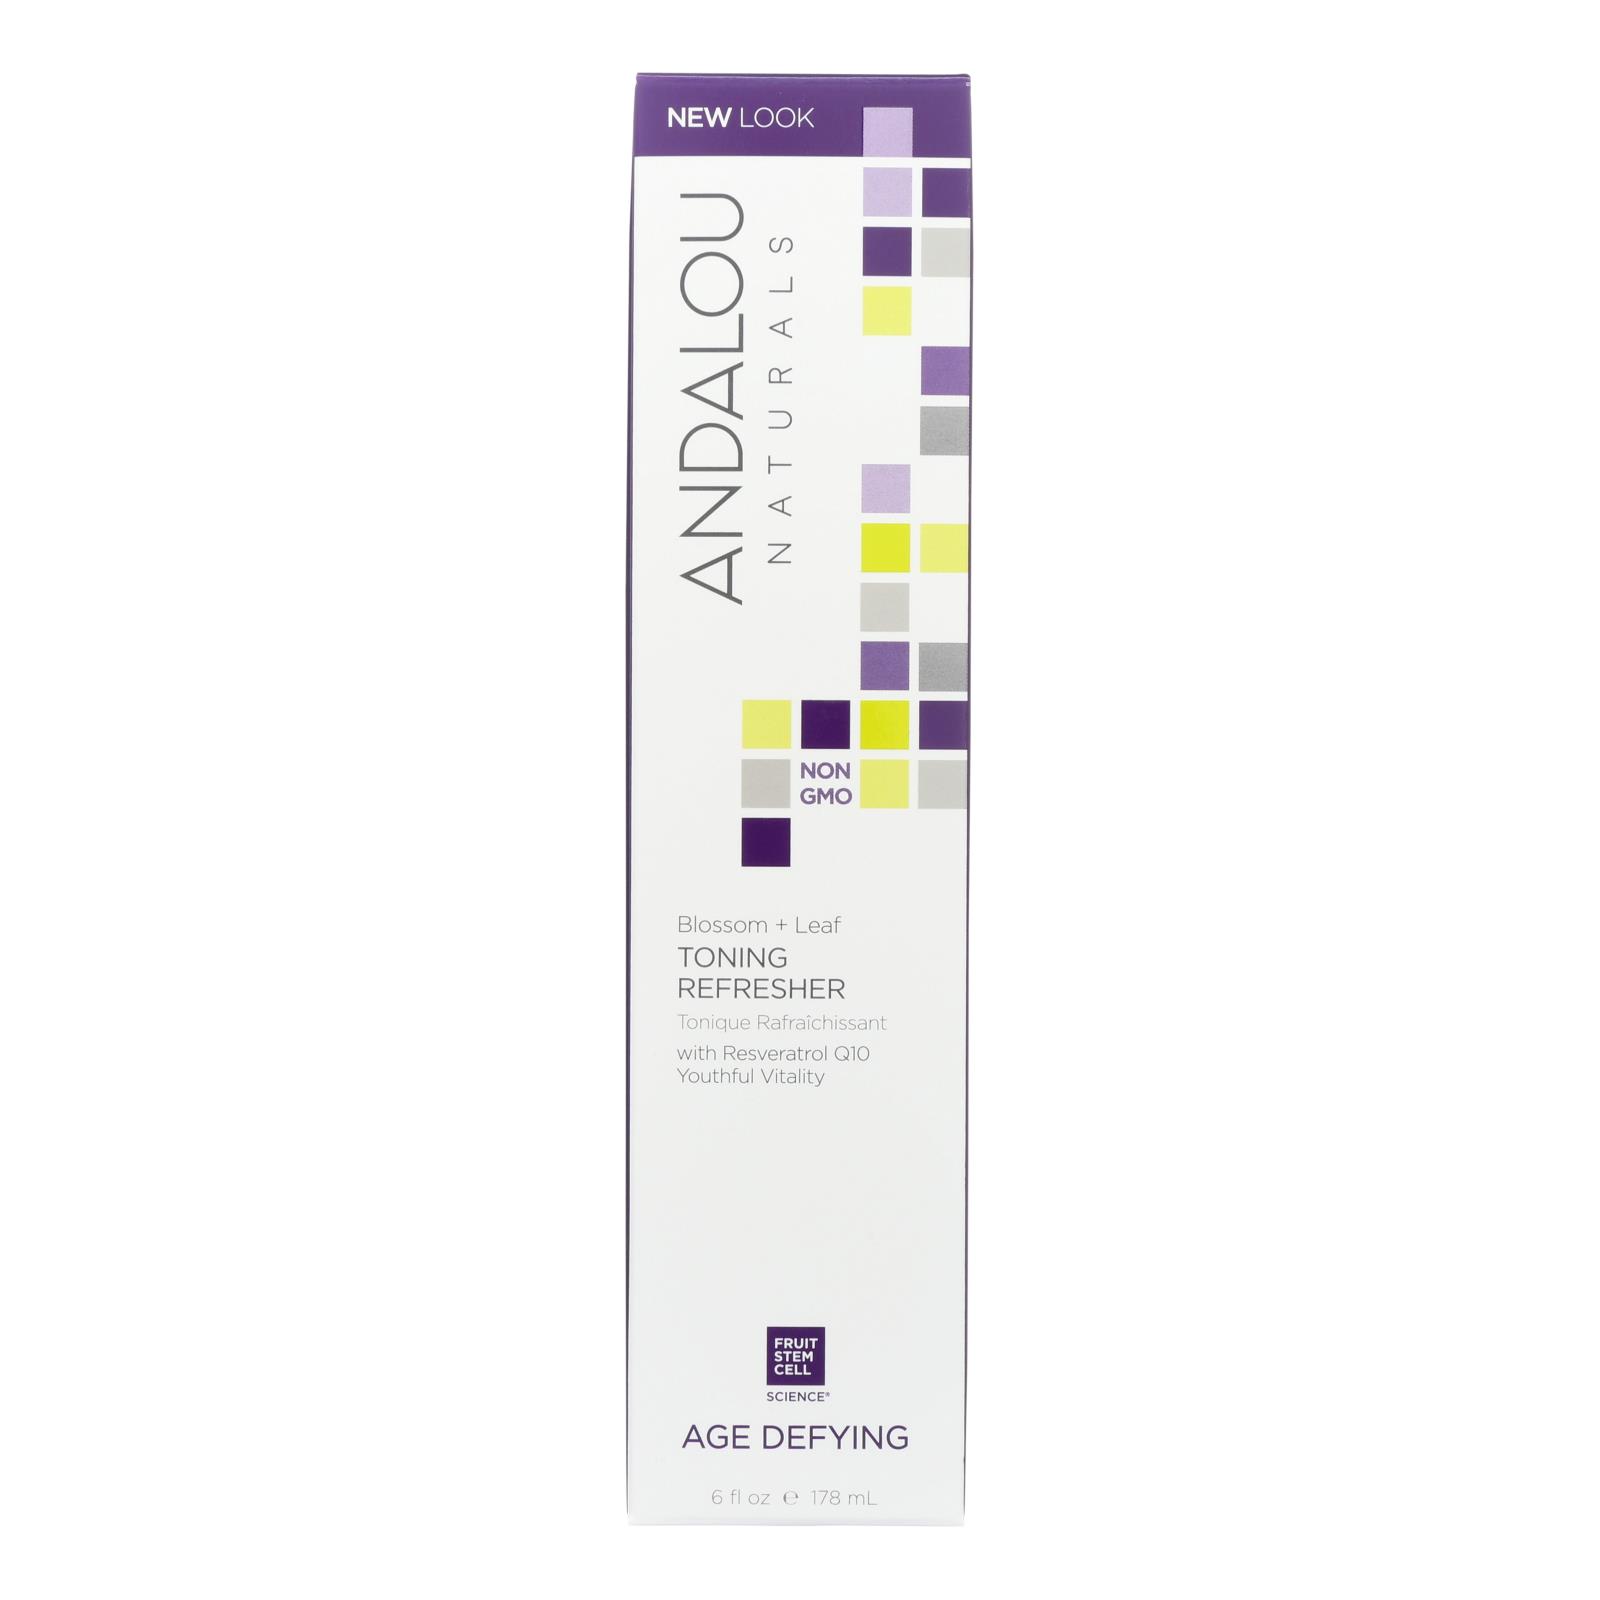 NEW LOOK
ANDALOU
NATURALS
NON
GMO
Blossom + Leaf
TONING
REFRESHER
Tonique Rafraîchissant
with Resveratrol Q10
Youthful Vitality
FRUIT
STEM
CELL
SCIENCE®
AGE DEFYING
6 fl oz ℮ 178 mL